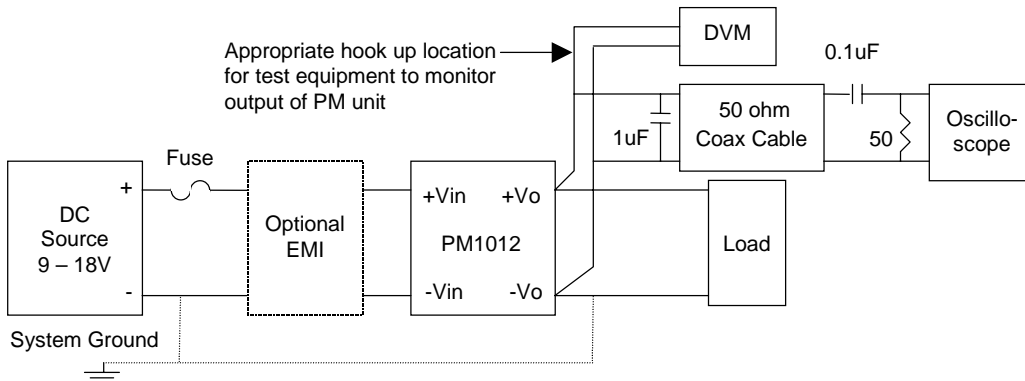 Appropriate hook up location
for test equipment to monitor
output of PM unit
DVM
0.1uF
1uF
50 ohm
Coax Cable
50
Oscillo-
scope
Fuse
+
DC
Source
9 – 18V
-
Optional
EMI
+Vin +Vo
PM1012
-Vin -Vo
Load
System Ground